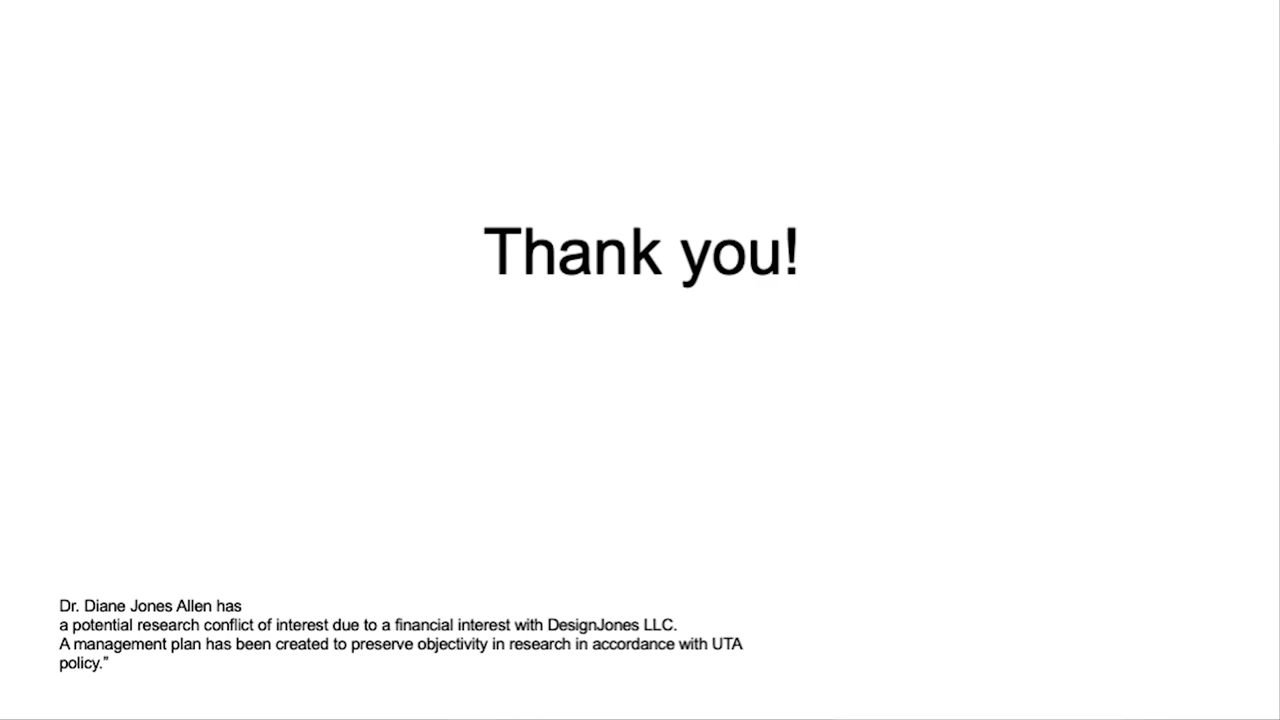 Thank you!
Dr. Diane Jones Allen has
a potential research conflict of interest due to a financial interest with DesignJones LLC.
A management plan has been created to preserve objectivity in research in accordance with UTA
policy.”